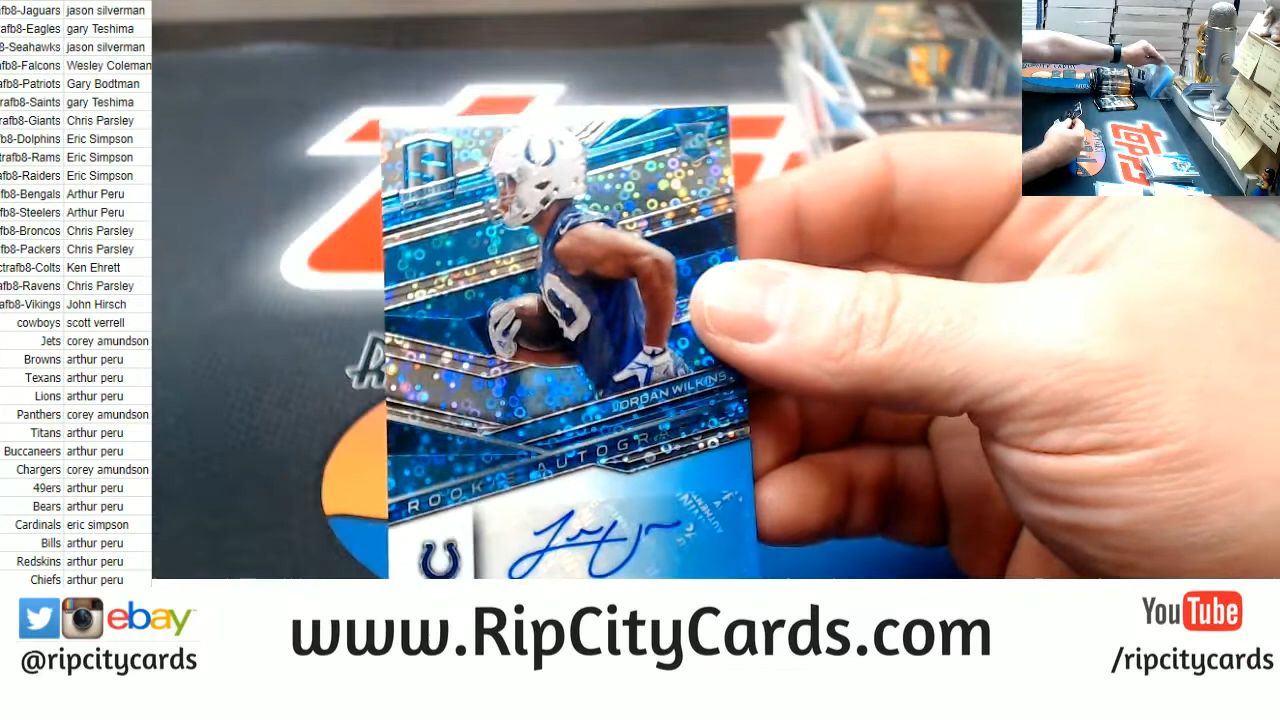 afb8-Jaguars jason silverman
rafb8-Eagles gary Teshima
8-Seahawks jason silverman
rafb8-Falcons Wesley Coleman
afb8-Patriots Gary Bodtman
trafb8-Saints gary Teshima
afb8-Giants Chris Parsley
fb8-Dolphins Eric Simpson
ctrafb8-Rams Eric Simpson
rafb8-Raiders Eric Simpson
afb8-Bengals Arthur Peru
fb8-Steelers Arthur Peru
fb8-Broncos Chris Parsley
afb8-Packers Chris Parsley
ctrafb8-Colts Ken Ehrett
afb8-Ravens Chris Parsley
afb8-Vikings John Hirsch
cowboys scott verrell
Jets corey amundson
Browns arthur peru
Texans arthur peru
Lions arthur peru
Panthers corey amundson
Titans arthur peru
Buccaneers arthur peru
Chargers corey amundson
49ers arthur peru
Bears arthur peru
Cardinals eric simpson
Bills arthur peru
Redskins arthur peru
Chiefs arthur peru
JORDAN WILKINS
ROOKIE AUTOGRAPHS
ebay
@ripcitycards
www.RipCityCards.com
YouTube
/ripcitycards